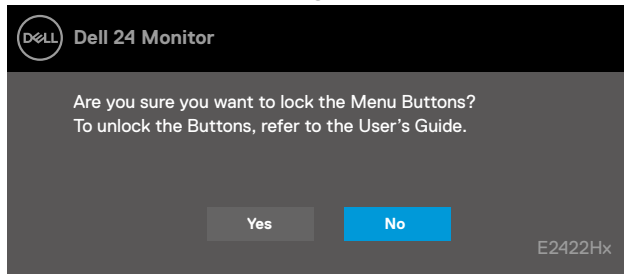 DELL
Dell 24 Monitor
Are you sure you want to lock the Menu Buttons?
To unlock the Buttons, refer to the User's Guide.
Yes
No
E2422Hx